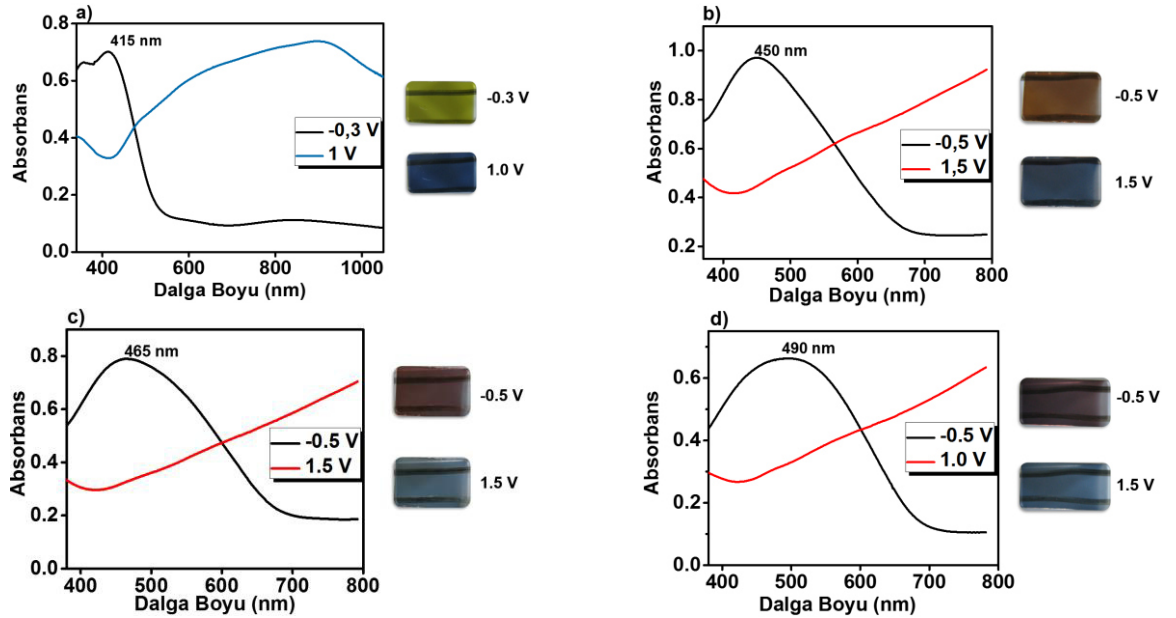 a)
415 nm
0.8
0.6
0.4
0.2
0.0
Absorbans
-0,3 V
1 V
400 600 800 1000
Dalga Boyu (nm)
-0.3 V
1.0 V
b)
450 nm
1.0
0.8
0.6
0.4
0.2
Absorbans
-0,5 V
1,5 V
400 500 600 700 800
Dalga Boyu (nm)
-0.5 V
1.5 V
c)
465 nm
0.8
0.6
0.4
0.2
0.0
Absorbans
-0.5 V
1.5 V
400 500 600 700 800
Dalga Boyu (nm)
-0.5 V
1.5 V
d)
490 nm
0.6
0.4
0.2
0.0
Absorbans
-0.5 V
1.0 V
400 500 600 700 800
Dalga Boyu (nm)
-0.5 V
1.5 V